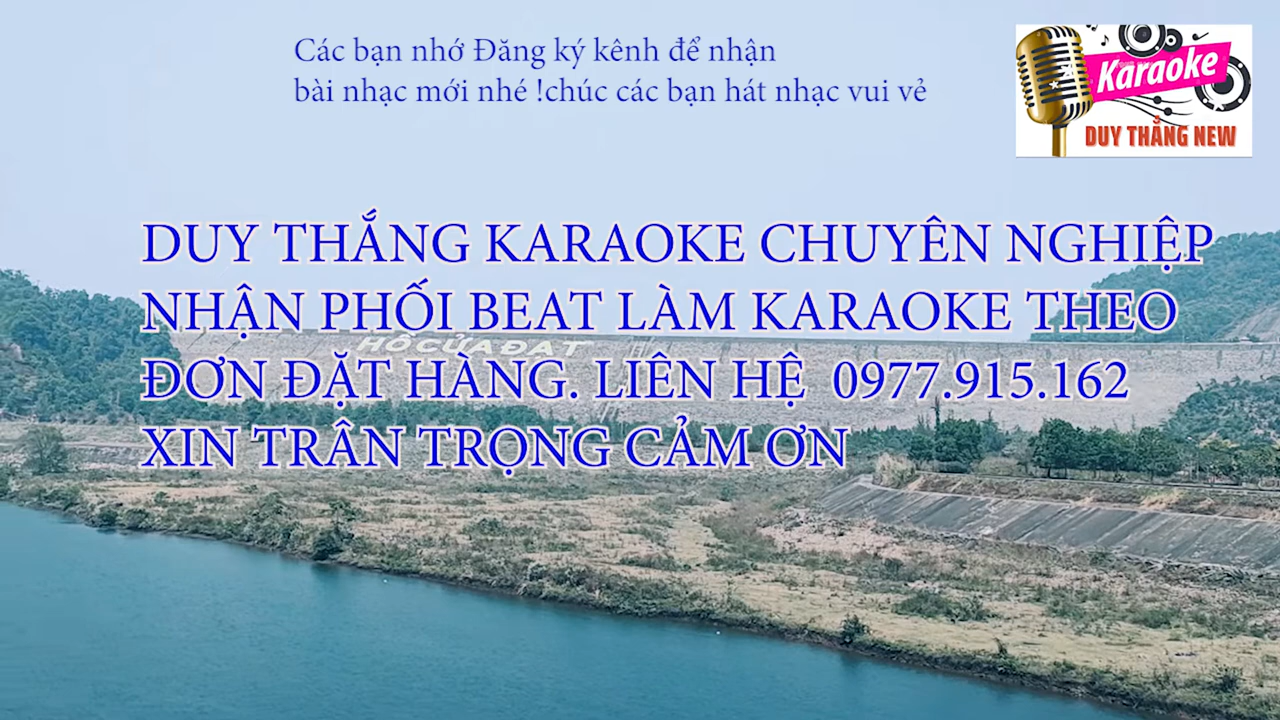 Các bạn nhớ Đăng ký kênh để nhận
bài nhạc mới nhé !chúc các bạn hát nhạc vui vẻ
Karaoke
DUY THẮNG NEW
DUY THẮNG KARAOKE CHUYÊN NGHIỆP
NHẬN PHỐI BEAT LÀM KARAOKE THEO
HỒ CỬA ĐẠT
ĐƠN ĐẶT HÀNG. LIÊN HỆ 0977.915.162
XIN TRÂN TRỌNG CẢM ƠN